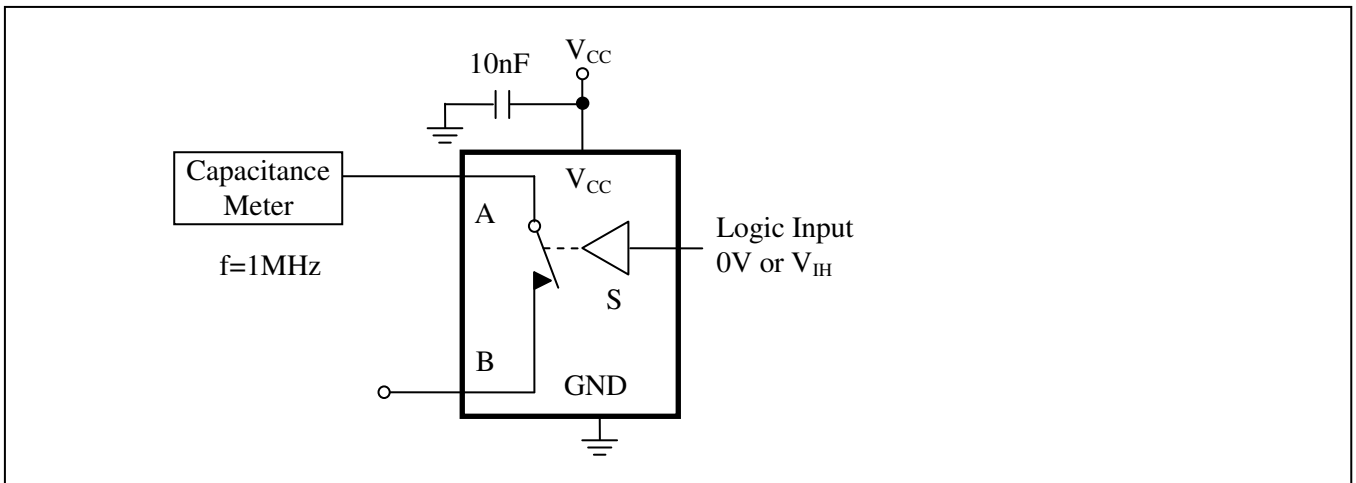 V_CC
10nF
Capacitance
Meter
f=1MHz
V_CC
A
S
B
GND
Logic Input
0V or V_IH